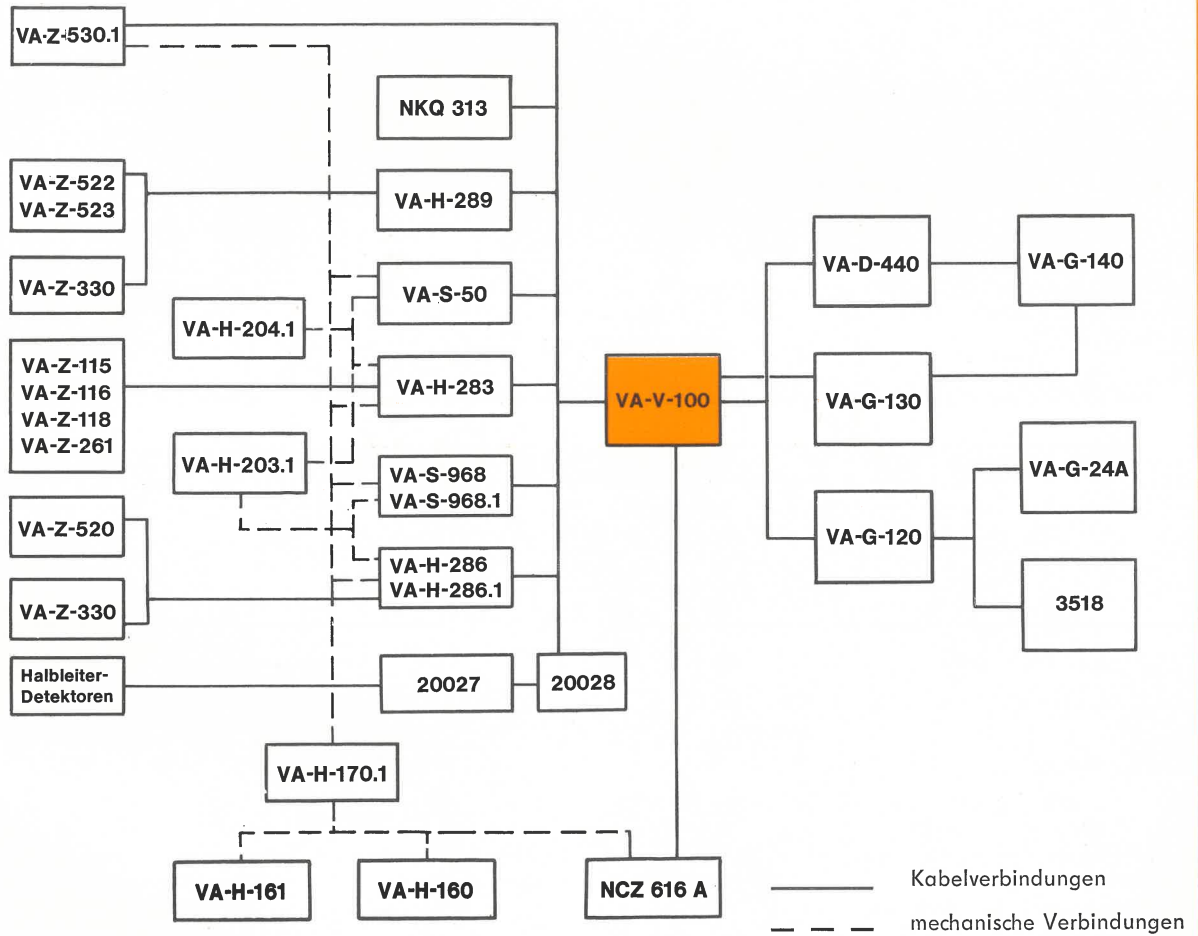 VA-Z-530.1
NKQ 313
VA-Z-522
VA-Z-523
VA-H-289
VA-Z-330
VA-S-50
VA-H-204.1
VA-Z-115
VA-Z-116
VA-Z-118
VA-Z-261
VA-H-283
VA-H-203.1
VA-S-968
VA-S-968.1
VA-Z-520
VA-H-286
VA-H-286.1
VA-Z-330
Halbleiter-
Detektoren
20027
20028
VA-H-170.1
VA-H-161
VA-H-160
NCZ 616 A
VA-V-100
VA-D-440
VA-G-140
VA-G-130
VA-G-24A
VA-G-120
3518
Kabelverbindungen
mechanische Verbindungen